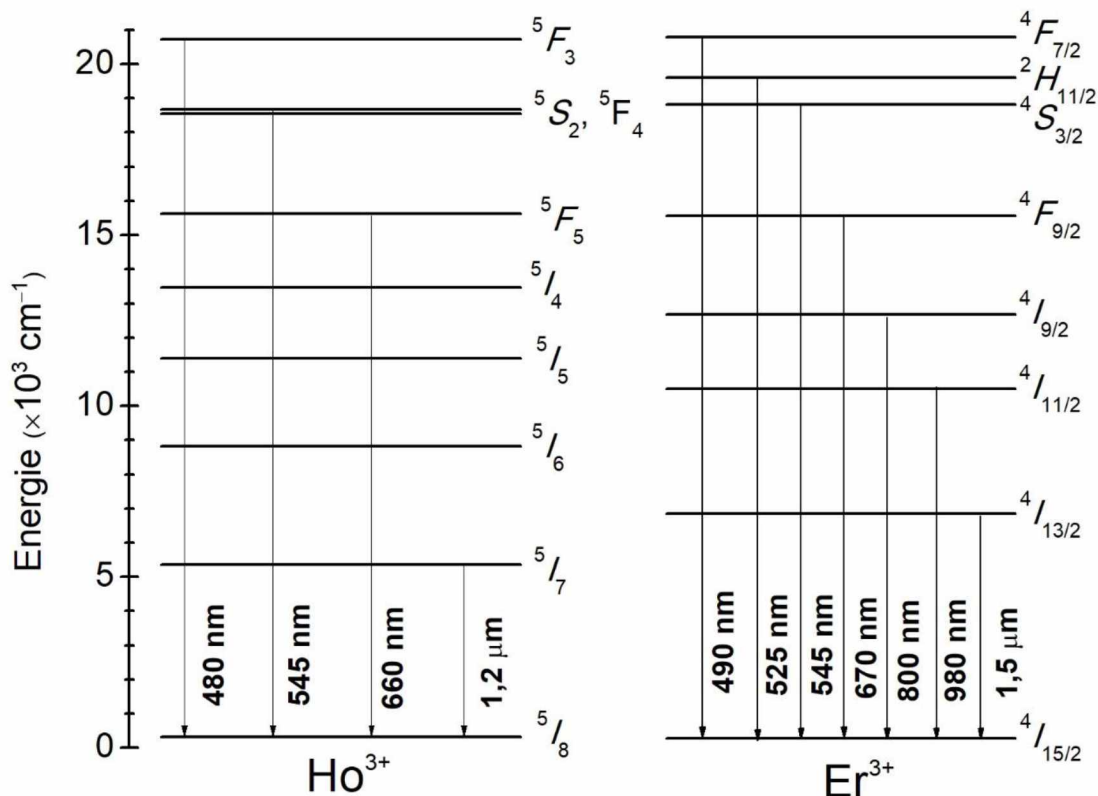 Energie (×10³ cm⁻¹)
20
15
10
5
0
⁵F₃
⁵S₂, ⁵F₄
⁵F₅
⁵I₄
⁵I₅
⁵I₆
⁵I₇
⁵I₈
480 nm
545 nm
660 nm
1,2 μm
Ho³⁺
⁴F₇/₂
²H₁₁/₂
⁴S₃/₂
⁴F₉/₂
⁴I₉/₂
⁴I₁₁/₂
⁴I₁₃/₂
⁴I₁₅/₂
490 nm
525 nm
545 nm
670 nm
800 nm
980 nm
1,5 μm
Er³⁺